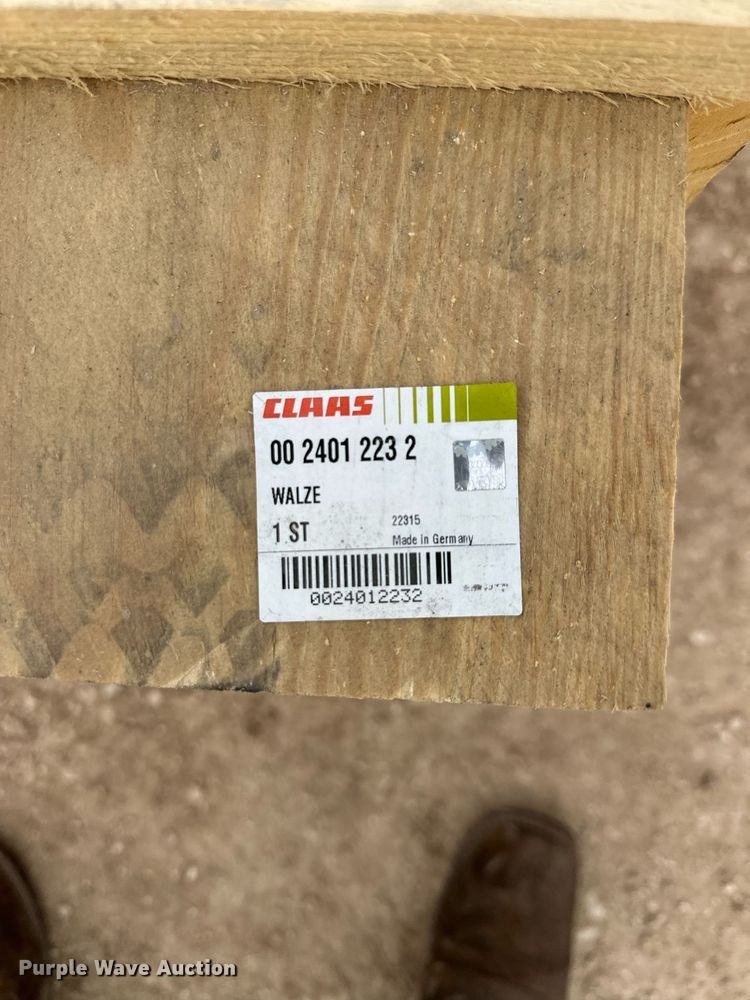 CLAAS
00 2401 223 2
WALZE
1 ST
22315
Made in Germany
0024012232
Purple Wave Auction